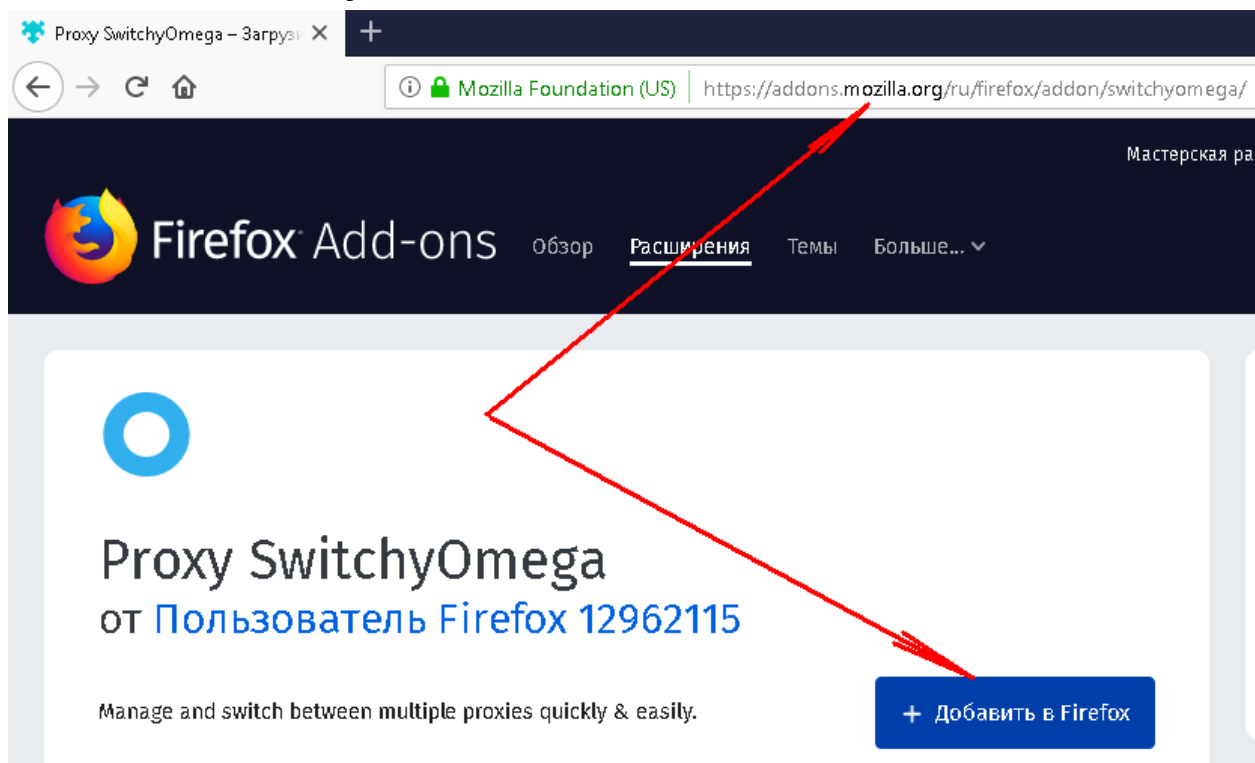 Proxy SwitchyOmega – Загрузи
Mozilla Foundation (US) https://addons.mozilla.org/ru/firefox/addon/switchyomega/
Мастерская ра
Firefox Add-ons Обзор Расширения Темы Больше...
Proxy SwitchyOmega
от Пользователь Firefox 12962115
Manage and switch between multiple proxies quickly & easily.
+ Добавить в Firefox